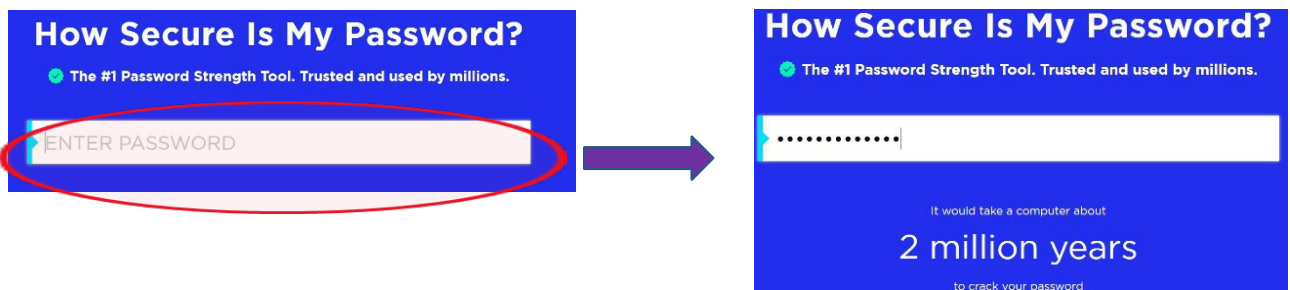 How Secure Is My Password?
The #1 Password Strength Tool. Trusted and used by millions.
ENTER PASSWORD
How Secure Is My Password?
The #1 Password Strength Tool. Trusted and used by millions.
•••••••••••••
It would take a computer about
2 million years
to crack your password